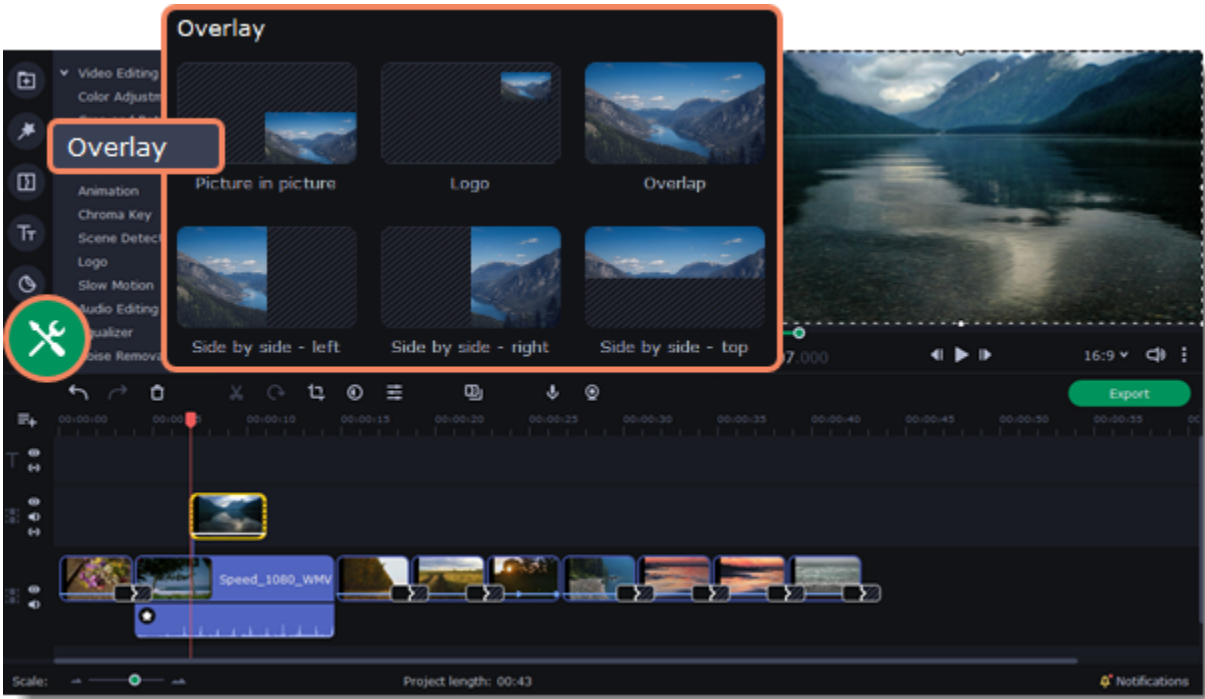 Overlay
Video Editing
Color Adjustm
Overlay
Animation
Chroma Key
Scene Detect
Logo
Slow Motion
Audio Editing
qualizer
oise Remova
Picture in picture
Logo
Overlap
Side by side - left
Side by side - right
Side by side - top
07.000
16:9
Export
00:00:00
00:00:10
00:00:15
00:00:20
00:00:25
00:00:30
00:00:35
00:00:40
00:00:45
00:00:50
00:00:55
Speed_1080_WMV
Scale:
Project length: 00:43
Notifications